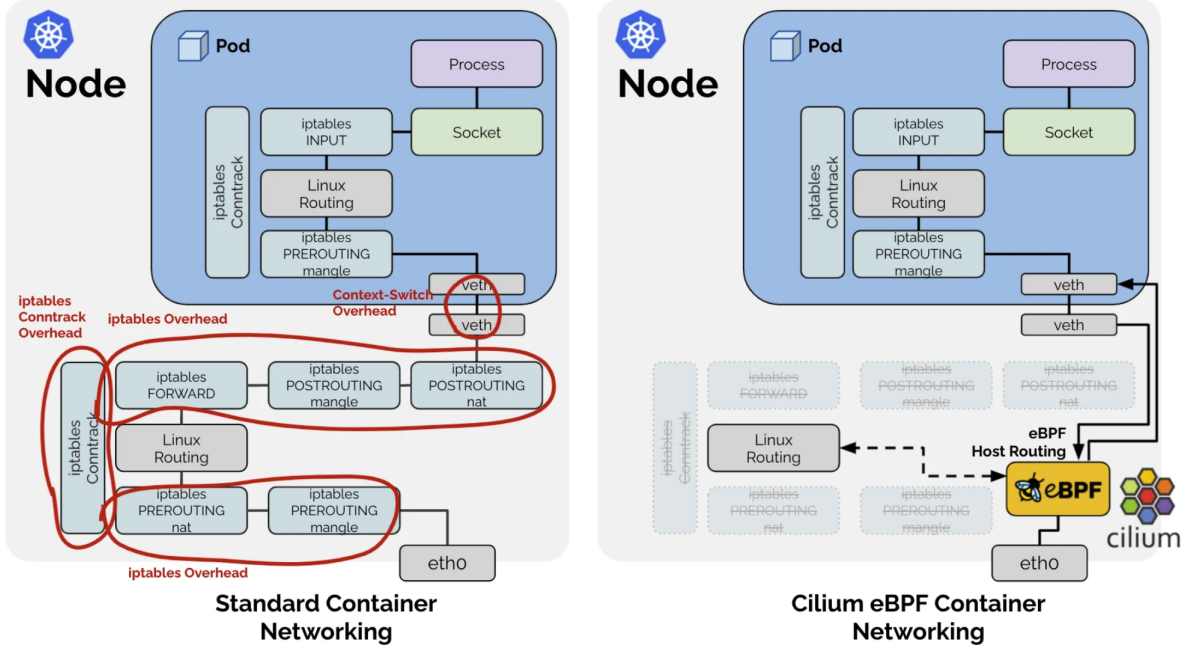 Node
Pod
Process
iptables
INPUT
Socket
iptables
Conntrack
Linux
Routing
iptables
PREROUTING
mangle
veth
Context-Switch
Overhead
veth
iptables
Conntrack
Overhead
iptables Overhead
iptables
FORWARD
iptables
POSTROUTING
mangle
iptables
POSTROUTING
nat
iptables
Conntrack
Linux
Routing
iptables
PREROUTING
nat
iptables
PREROUTING
mangle
iptables Overhead
eth0
Standard Container
Networking
Node
Pod
Process
iptables
INPUT
Socket
iptables
Conntrack
Linux
Routing
iptables
PREROUTING
mangle
veth
veth
iptables
FORWARD
iptables
POSTROUTING
mangle
iptables
POSTROUTING
nat
iptables
Conntrack
Linux
Routing
eBPF
Host Routing
eBPF
iptables
PREROUTING
nat
iptables
PREROUTING
mangle
cilium
eth0
Cilium eBPF Container
Networking